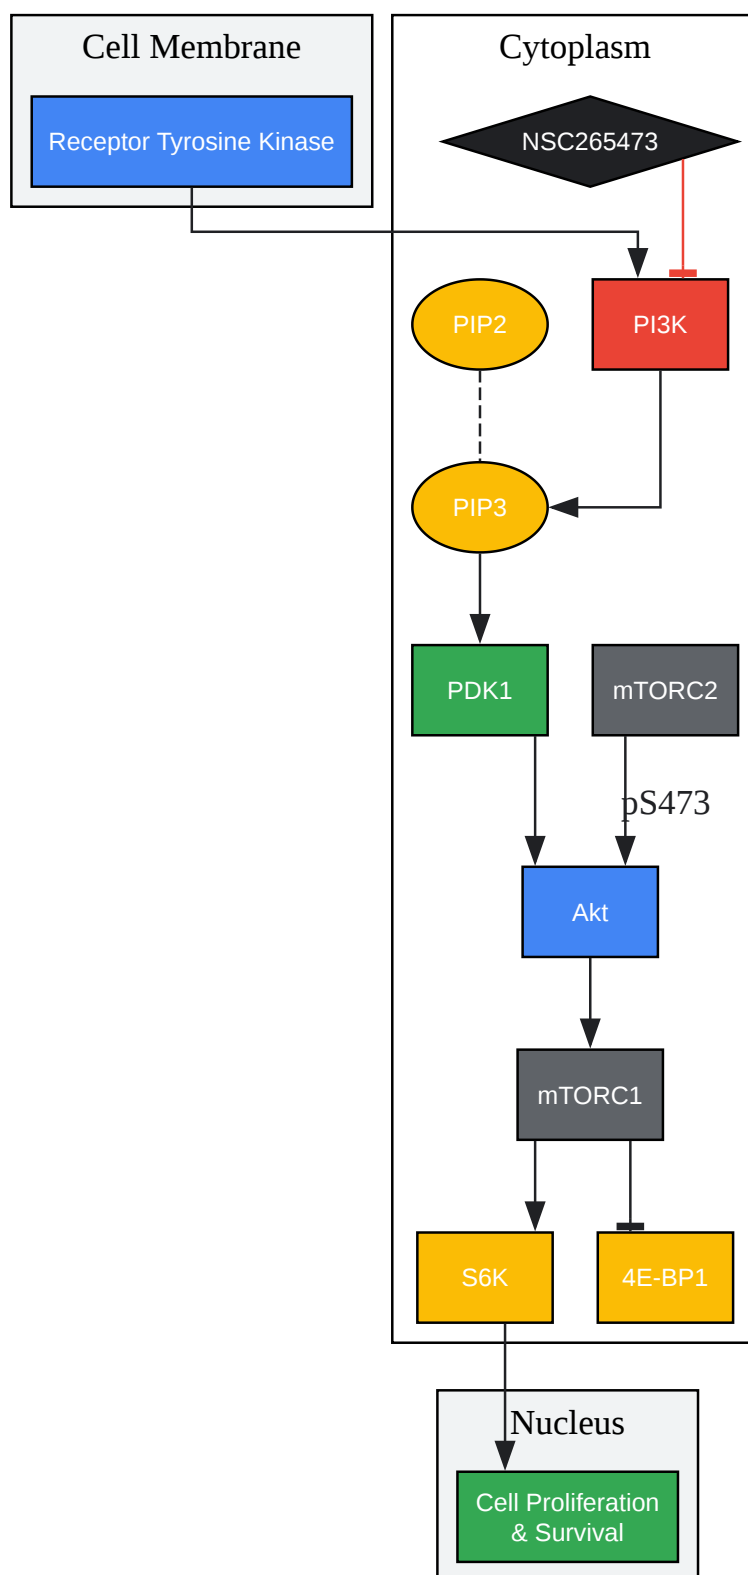 Cell Membrane
Cytoplasm
Receptor Tyrosine Kinase
NSC265473
PIP2
PI3K
PIP3
PDK1
mTORC2
pS473
Akt
mTORC1
S6K
4E-BP1
Nucleus
Cell Proliferation
& Survival